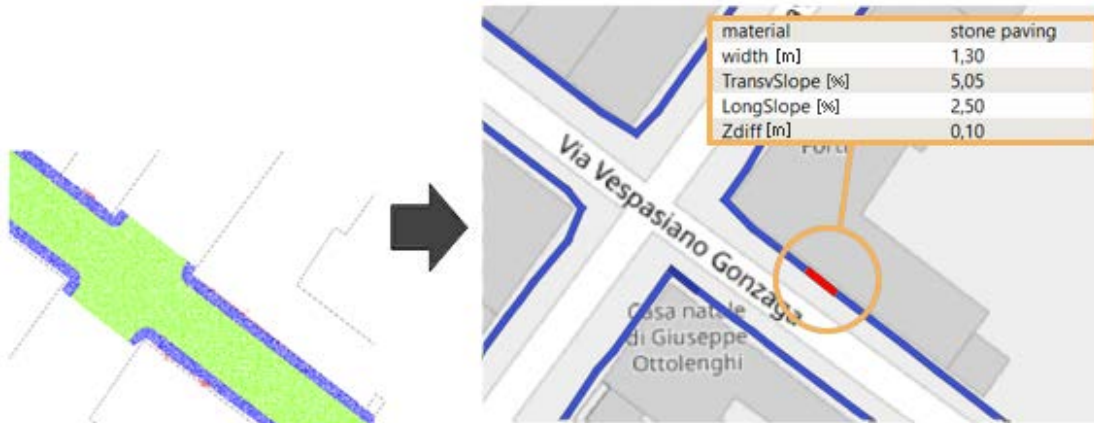 material stone paving
width [m] 1,30
TransvSlope [%] 5,05
LongSlope [%] 2,50
Zdiff [m] 0,10
Via Vespasiano Gonzaga
Casa natale
di Giuseppe
Ottolenghi